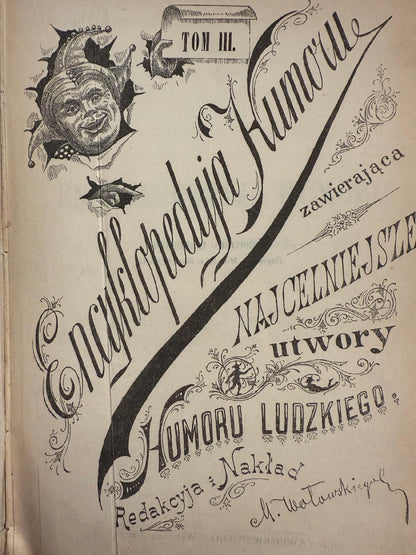 TOM III.
Encyklopedyja Humoru
zawierająca
NAJCELNIEJSZE
utwory
HUMORU LUDZKIEGO.
Redakcyja i Nakład
M. Wołowskiego